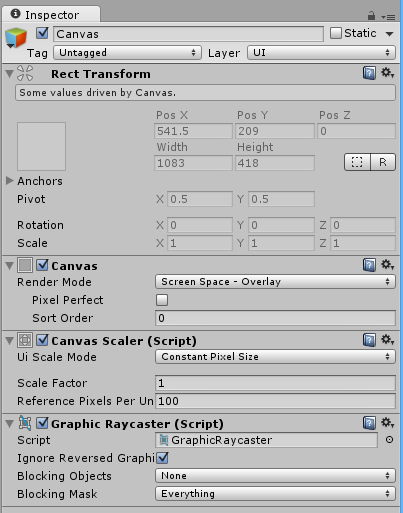 Inspector
Canvas Static
Tag Untagged Layer UI
Rect Transform
Some values driven by Canvas.
Pos X Pos Y Pos Z
541.5 209 0
Width Height
1083 418
R
Anchors
Pivot X 0.5 Y 0.5
Rotation X 0 Y 0 Z 0
Scale X 1 Y 1 Z 1
Canvas
Render Mode Screen Space - Overlay
Pixel Perfect
Sort Order 0
Canvas Scaler (Script)
Ui Scale Mode Constant Pixel Size
Scale Factor 1
Reference Pixels Per Un 100
Graphic Raycaster (Script)
Script GraphicRaycaster
Ignore Reversed Graphi
Blocking Objects None
Blocking Mask Everything